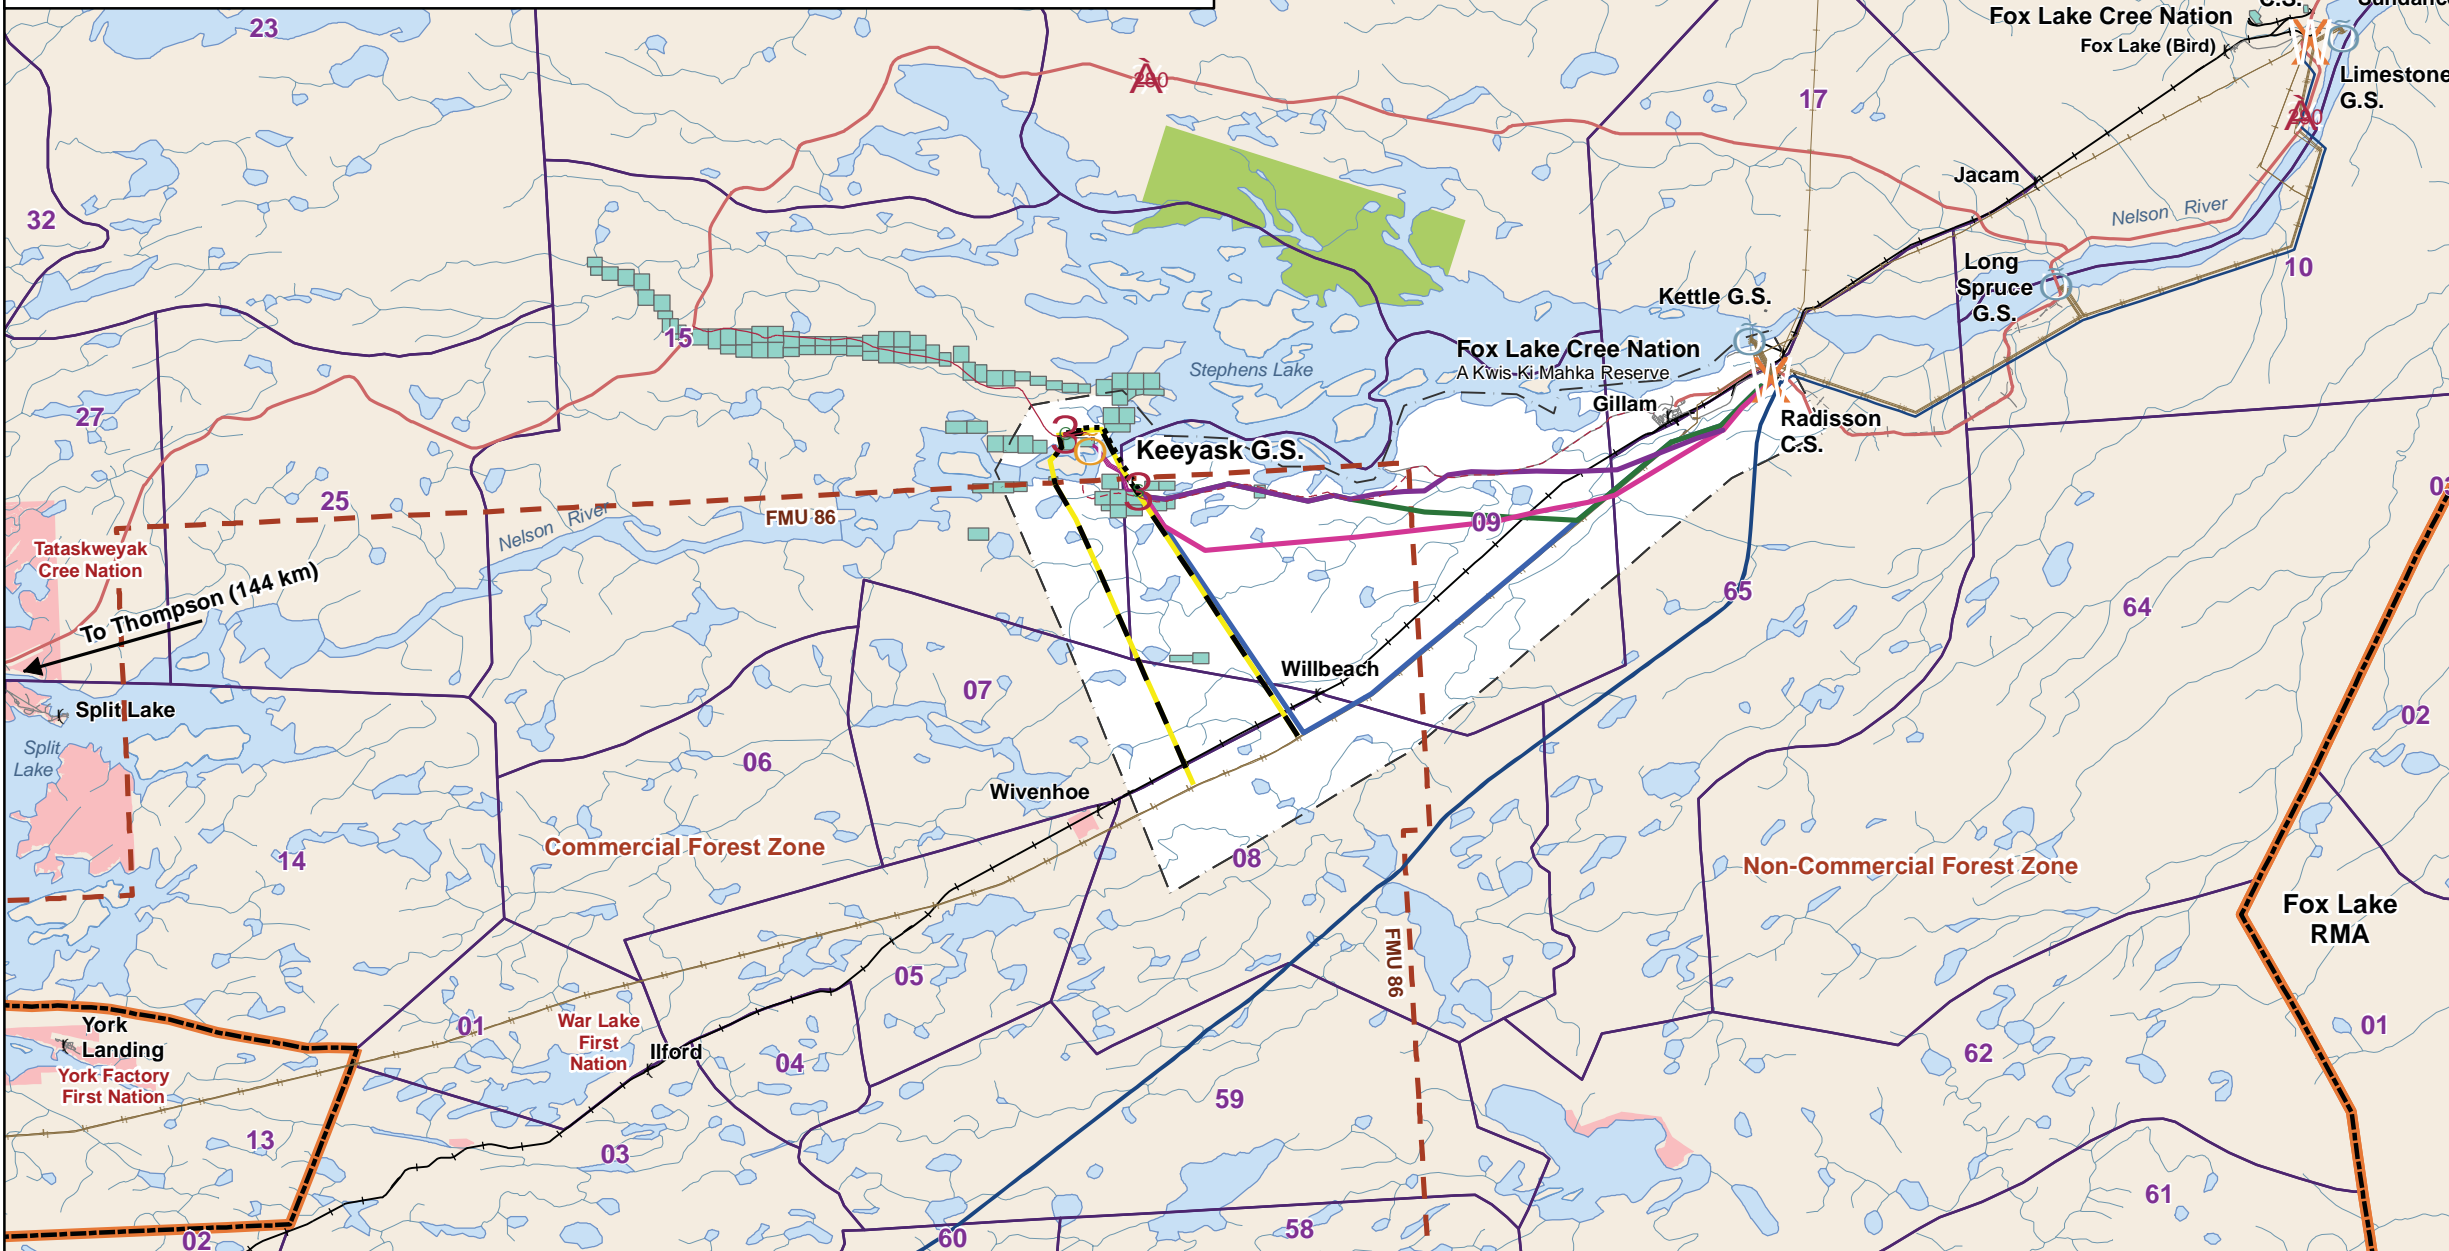 23
Fox Lake Cree Nation
Fox Lake (Bird)
C.S.
Limestone
G.S.
280
17
280
Jacam
32
Nelson River
Long
Spruce
G.S.
10
Kettle G.S.
15
Fox Lake Cree Nation
A Kwis Ki Mahka Reserve
Stephens Lake
Gillam
Radisson
C.S.
27
Keeyask G.S.
25
FMU 86
Nelson River
09
Tataskweyak
Cree Nation
To Thompson (144 km)
65
64
Willbeach
07
Split Lake
02
Split
Lake
06
Wivenhoe
Commercial Forest Zone
14
08
Non-Commercial Forest Zone
Fox Lake
RMA
FMU 86
05
York
Landing
01
War Lake
First
Nation
Ilford
04
62
01
York Factory
First Nation
59
13
03
61
02
60
58